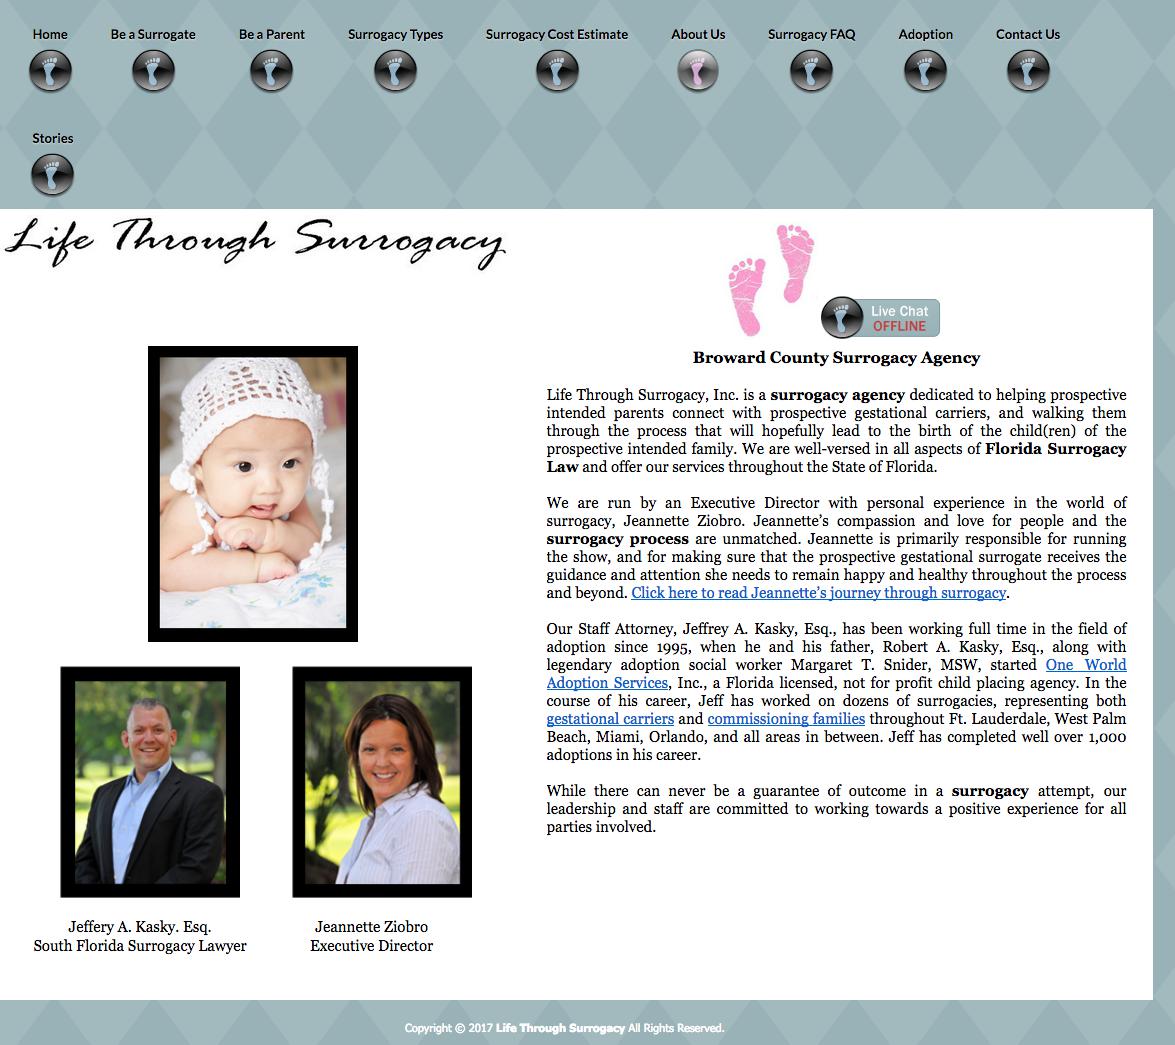 Home Be a Surrogate Be a Parent Surrogacy Types Surrogacy Cost Estimate About Us Surrogacy FAQ Adoption Contact Us
Stories
Life Through Surrogacy
Live Chat
OFFLINE
Broward County Surrogacy Agency
Life Through Surrogacy, Inc. is a surrogacy agency dedicated to helping prospective
intended parents connect with prospective gestational carriers, and walking them
through the process that will hopefully lead to the birth of the child(ren) of the
prospective intended family. We are well-versed in all aspects of Florida Surrogacy
Law and offer our services throughout the State of Florida.
We are run by an Executive Director with personal experience in the world of
surrogacy, Jeannette Ziobro. Jeannette’s compassion and love for people and the
surrogacy process are unmatched. Jeannette is primarily responsible for running
the show, and for making sure that the prospective gestational surrogate receives the
guidance and attention she needs to remain happy and healthy throughout the process
and beyond. Click here to read Jeannette’s journey through surrogacy.
Our Staff Attorney, Jeffrey A. Kasky, Esq., has been working full time in the field of
adoption since 1995, when he and his father, Robert A. Kasky, Esq., along with
legendary adoption social worker Margaret T. Snider, MSW, started One World
Adoption Services, Inc., a Florida licensed, not for profit child placing agency. In the
course of his career, Jeff has worked on dozens of surrogacies, representing both
gestational carriers and commissioning families throughout Ft. Lauderdale, West Palm
Beach, Miami, Orlando, and all areas in between. Jeff has completed well over 1,000
adoptions in his career.
While there can never be a guarantee of outcome in a surrogacy attempt, our
leadership and staff are committed to working towards a positive experience for all
parties involved.
Jeffery A. Kasky. Esq.
South Florida Surrogacy Lawyer
Jeannette Ziobro
Executive Director
Copyright © 2017 Life Through Surrogacy All Rights Reserved.